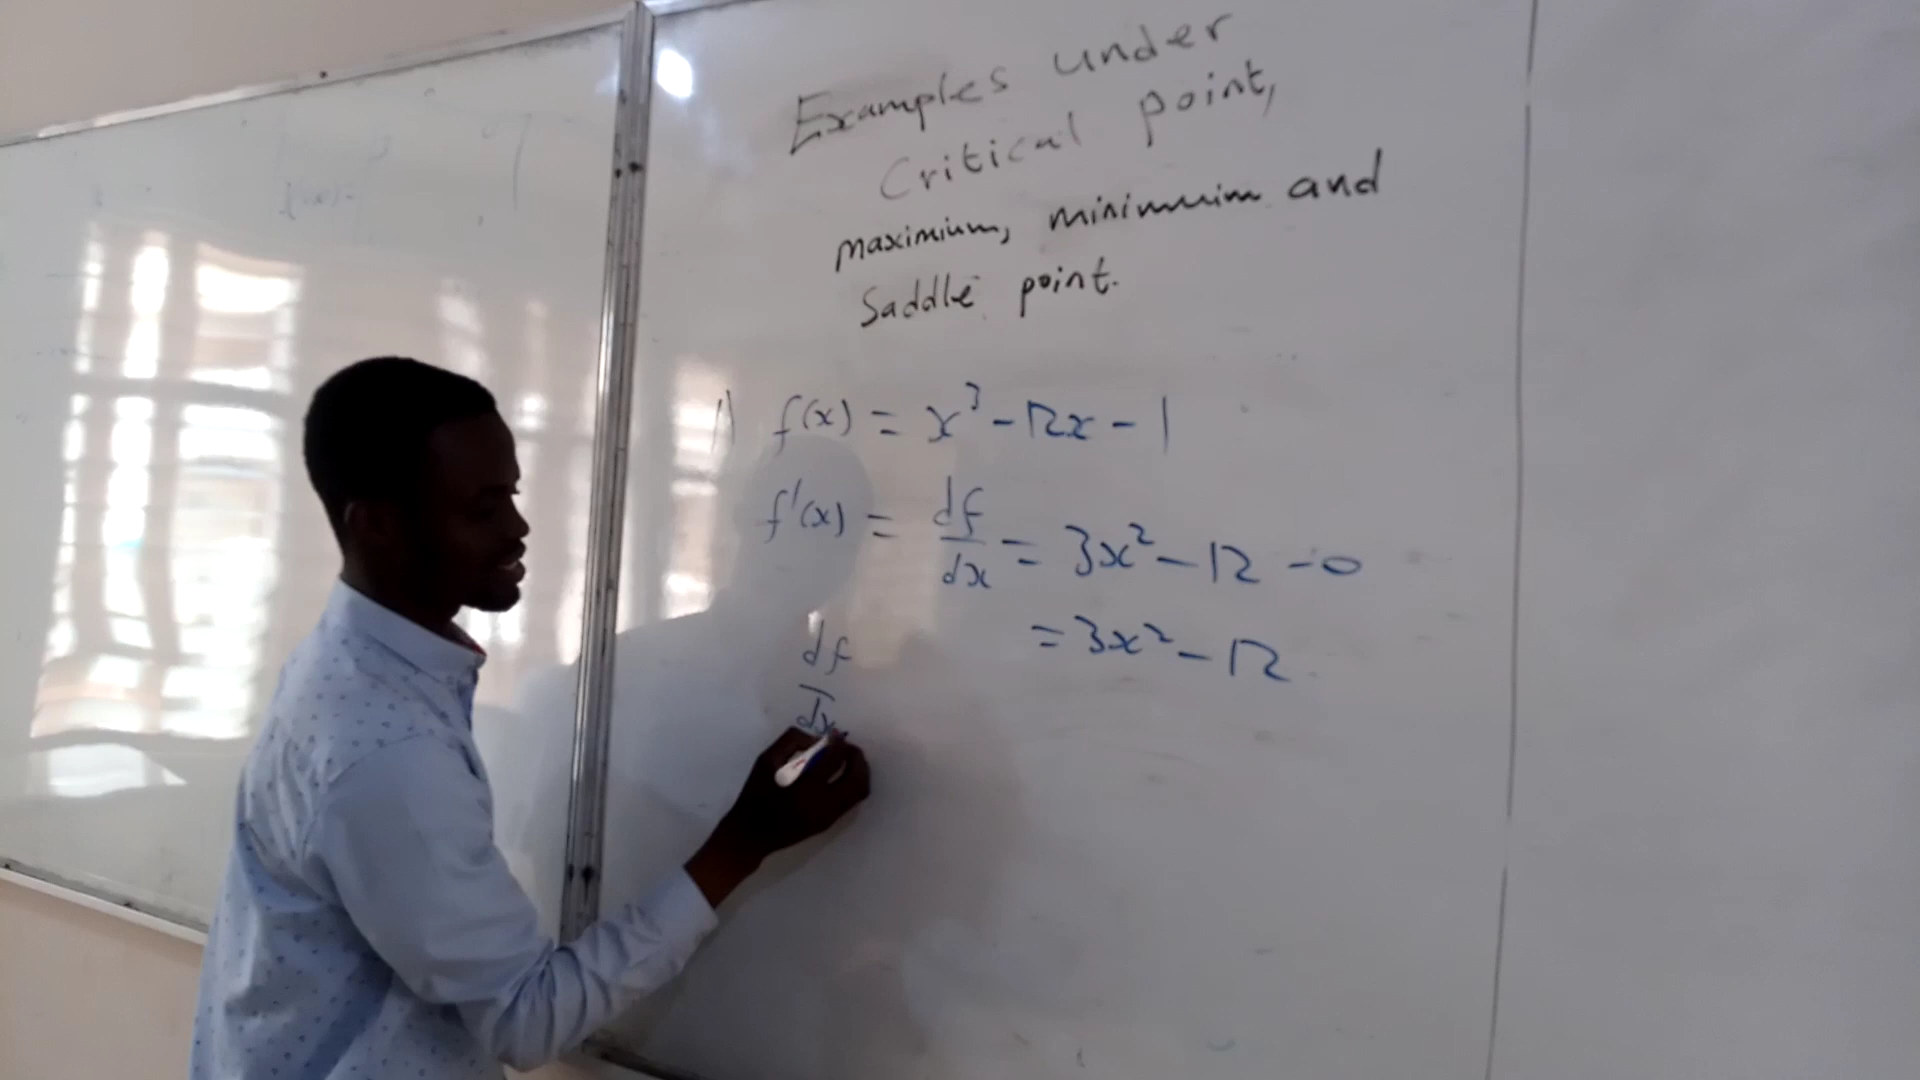 Examples under
Critical point,
maximium, minimum and
Saddle point.
1) f(x) = x³ - 12x - 1
f'(x) = df/dx = 3x² - 12 - 0
= 3x² - 12
df
dx